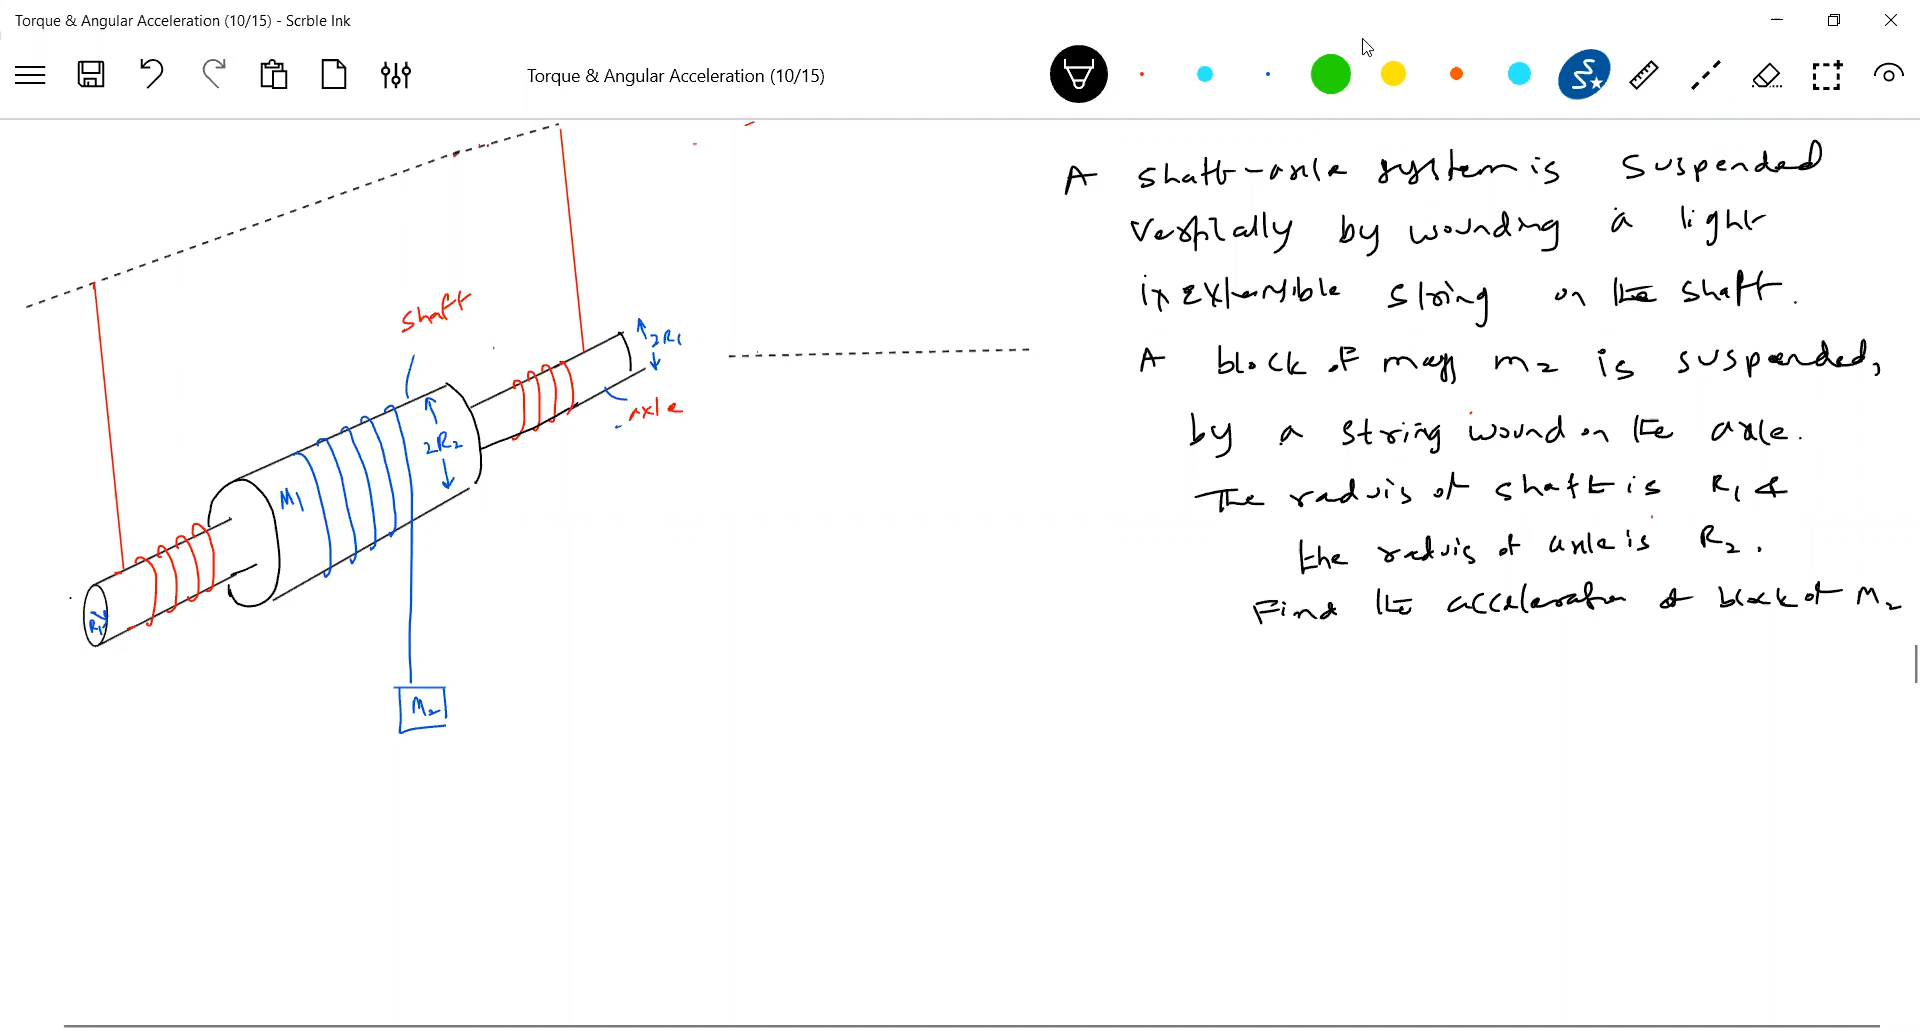 Torque & Angular Acceleration (10/15) - Scrble Ink
Torque & Angular Acceleration (10/15)
A shaft-axle system is suspended
by wounding a light
inextensible string on the shaft.
A block of mass m2 is suspended,
by a string wound on the axle.
The raduis of shaft is R1 &
the raduis of axle is R2.
Find the acceleration of block of M2
shaft
2R1
axle
2R2
M1
R1
M2